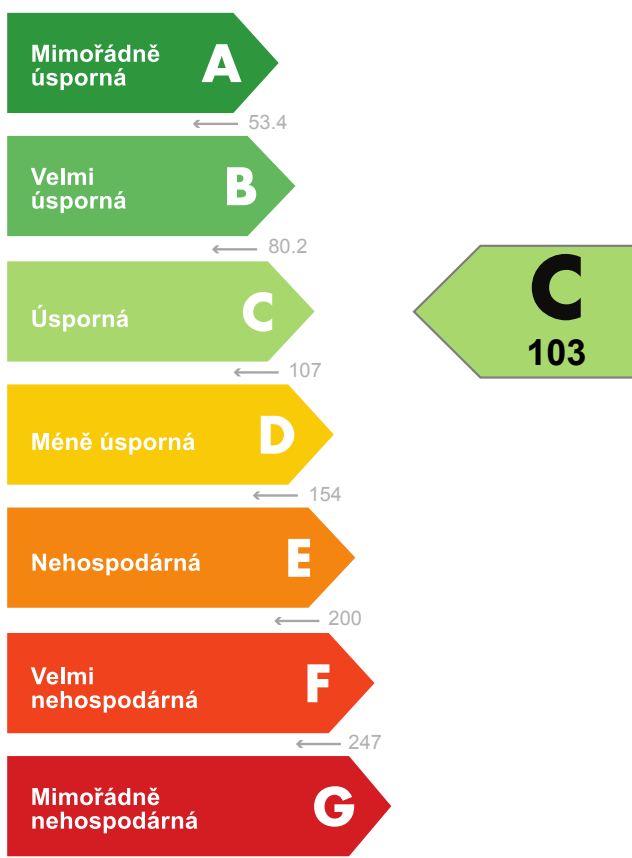 Mimořádně
úsporná
A
53.4
Velmi
úsporná
B
80.2
Úsporná
C
107
C
103
Méně úsporná
D
154
Nehospodárná
E
200
Velmi
nehospodárná
F
247
Mimořádně
nehospodárná
G